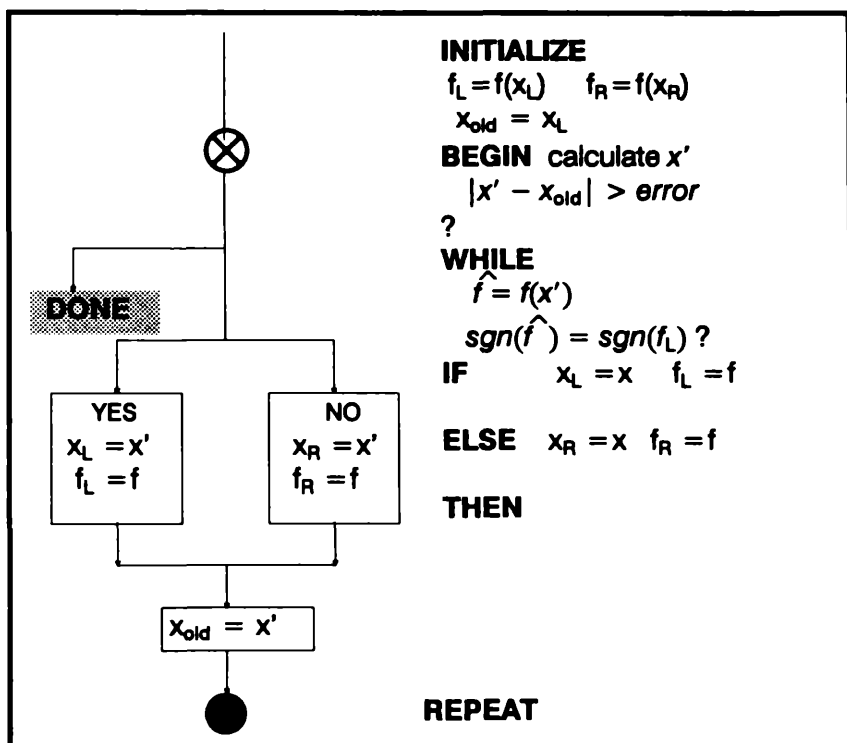 INITIALIZE
f_L = f(x_L) f_R = f(x_R)
x_old = x_L
BEGIN calculate x'
|x' − x_old| > error
?
WHILE
f̂ = f(x')
sgn(f̂) = sgn(f_L) ?
IF x_L = x f_L = f
ELSE x_R = x f_R = f
THEN
REPEAT
DONE
YES
x_L = x'
f_L = f
NO
x_R = x'
f_R = f
x_old = x'